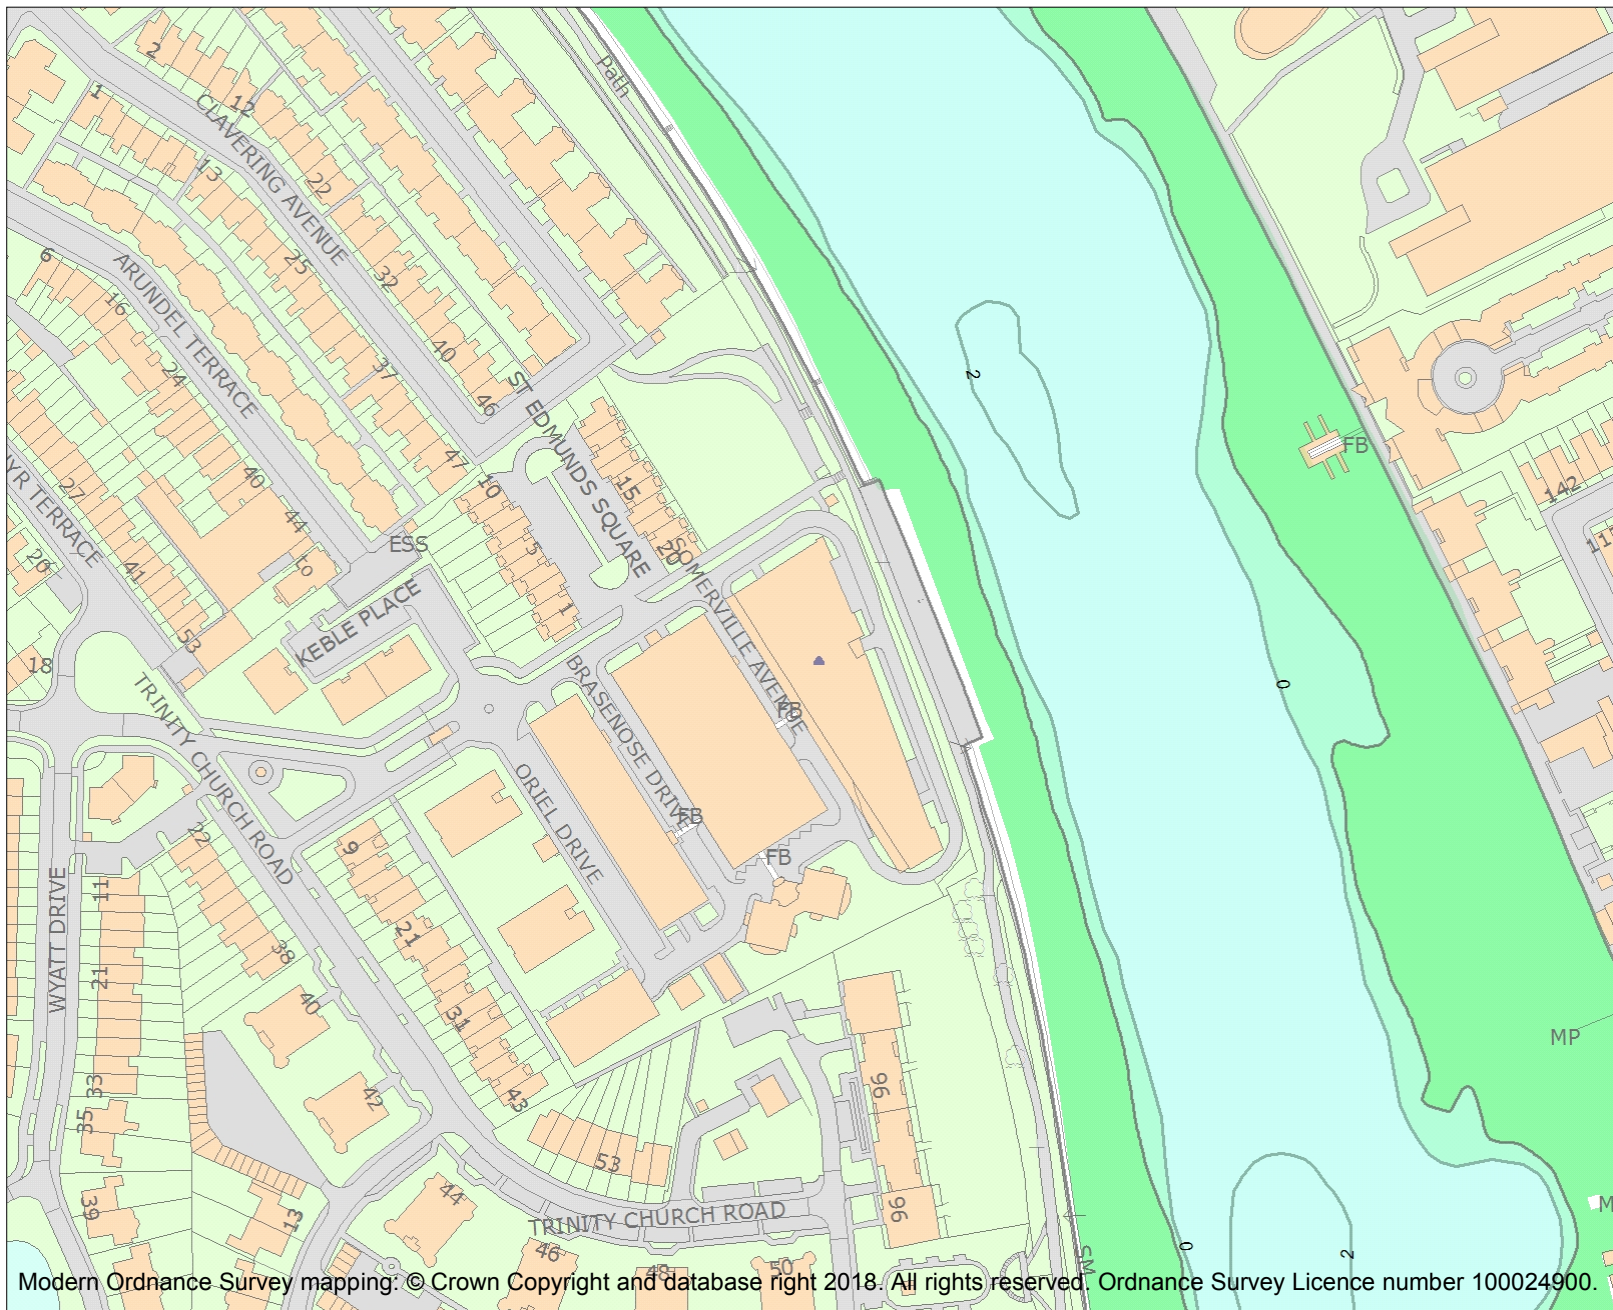 2
path
1
12
CLAVERING AVENUE
13
22
6
ARUNDEL TERRACE
25
32
16
2
24
37
40
ST EDMUNDS SQUARE
46
FB
47
40
10
15
142
27
YR TERRACE
44
to
ESS
5
20
SOMERVILLE AVENUE
11
20
41
KEBLE PLACE
1
53
18
BRASENOSE DRIVE
TRINITY CHURCH ROAD
0
FB
ORIEL DRIVE
FB
22
9
FB
11
WYATT DRIVE
21
38
21
40
31
MP
33
42
96
43
35
53
44
39
13
96
TRINITY CHURCH ROAD
M
46
0
2
SM
48
50
Modern Ordnance Survey mapping: © Crown Copyright and database right 2018. All rights reserved. Ordnance Survey Licence number 100024900.